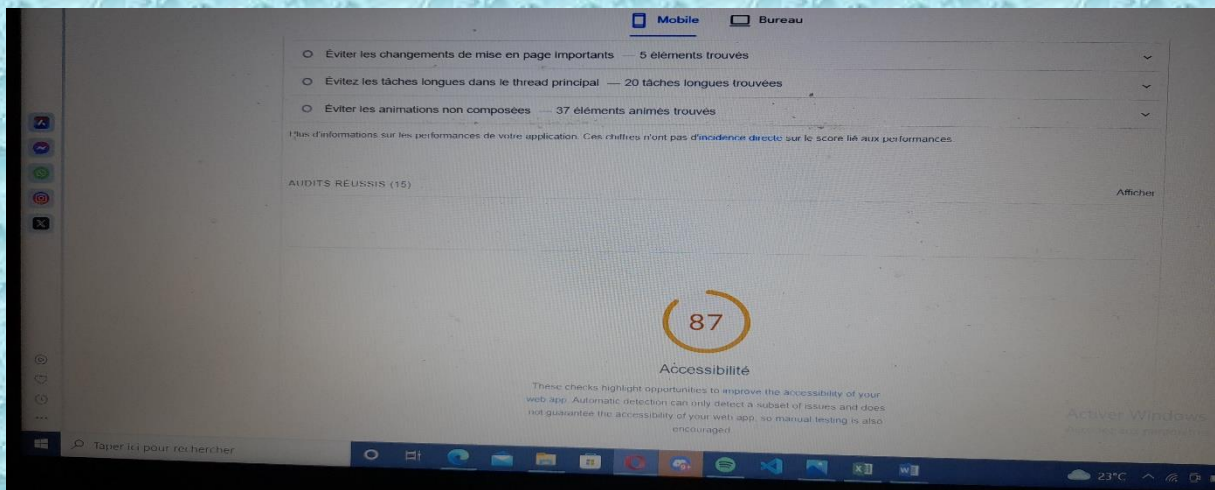 Mobile Bureau
Éviter les changements de mise en page importants — 5 éléments trouvés
Évitez les tâches longues dans le thread principal — 20 tâches longues trouvées
Éviter les animations non composées — 37 éléments animés trouvés
Plus d'informations sur les performances de votre application. Ces chiffres n'ont pas d'incidence directe sur le score lié aux performances.
AUDITS RÉUSSIS (15)
Afficher
87
Accessibilité
These checks highlight opportunities to improve the accessibility of your
web app. Automatic detection can only detect a subset of issues and does
not guarantee the accessibility of your web app, so manual testing is also
encouraged.
Activer Windows
Taper ici pour rechercher
23°C